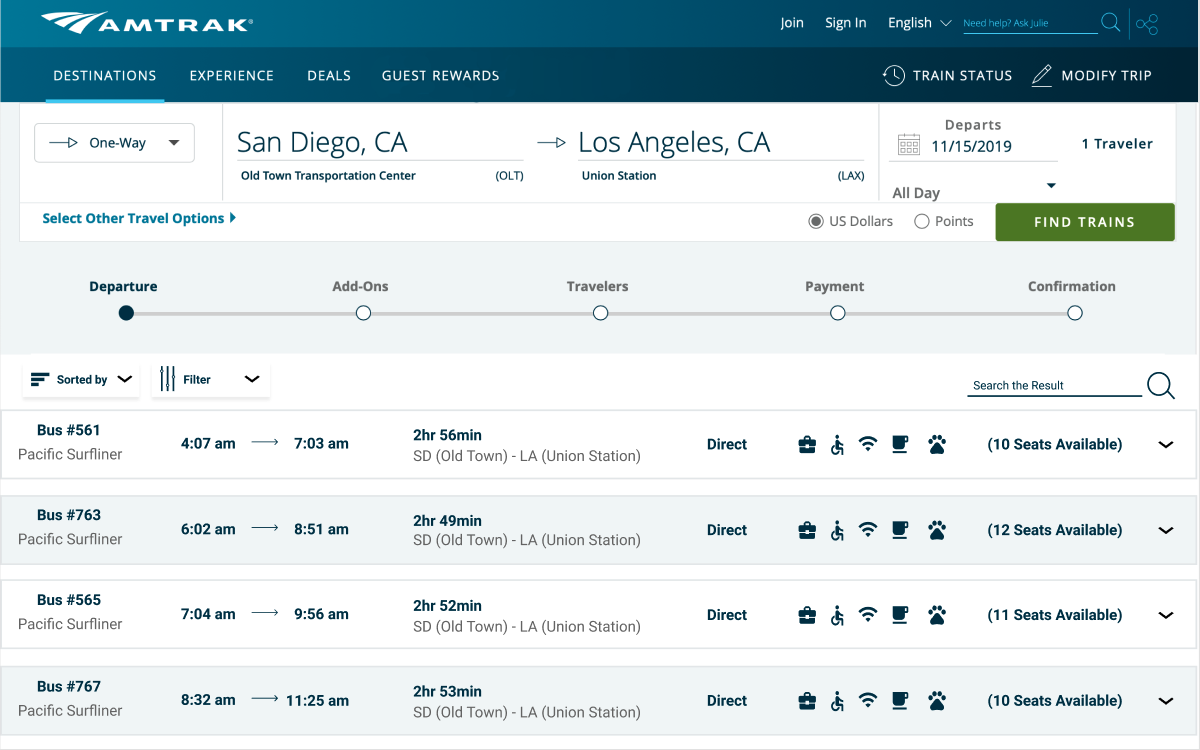 AMTRAK®
Join Sign In English Need help? Ask Julie
DESTINATIONS EXPERIENCE DEALS GUEST REWARDS TRAIN STATUS MODIFY TRIP
One-Way
San Diego, CA
Old Town Transportation Center (OLT)
Los Angeles, CA
Union Station (LAX)
Departs
11/15/2019
1 Traveler
All Day
Select Other Travel Options
US Dollars Points FIND TRAINS
Departure Add-Ons Travelers Payment Confirmation
Sorted by Filter Search the Result
Bus #561
Pacific Surfliner
4:07 am 7:03 am
2hr 56min
SD (Old Town) - LA (Union Station)
Direct (10 Seats Available)
Bus #763
Pacific Surfliner
6:02 am 8:51 am
2hr 49min
SD (Old Town) - LA (Union Station)
Direct (12 Seats Available)
Bus #565
Pacific Surfliner
7:04 am 9:56 am
2hr 52min
SD (Old Town) - LA (Union Station)
Direct (11 Seats Available)
Bus #767
Pacific Surfliner
8:32 am 11:25 am
2hr 53min
SD (Old Town) - LA (Union Station)
Direct (10 Seats Available)